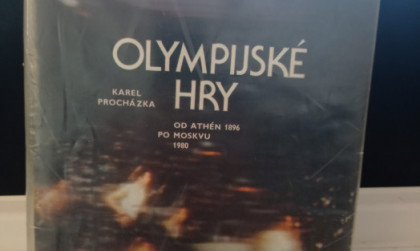 OLYMPIJSKÉ
HRY
KAREL
PROCHÁZKA
OD ATHÉN 1896
PO MOSKVU
1980